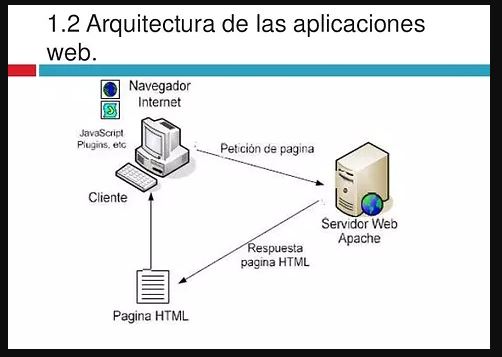 1.2 Arquitectura de las aplicaciones
web.
Navegador
Internet
JavaScript
Plugins, etc
Petición de pagina
Cliente
Servidor Web
Apache
Respuesta
pagina HTML
Pagina HTML